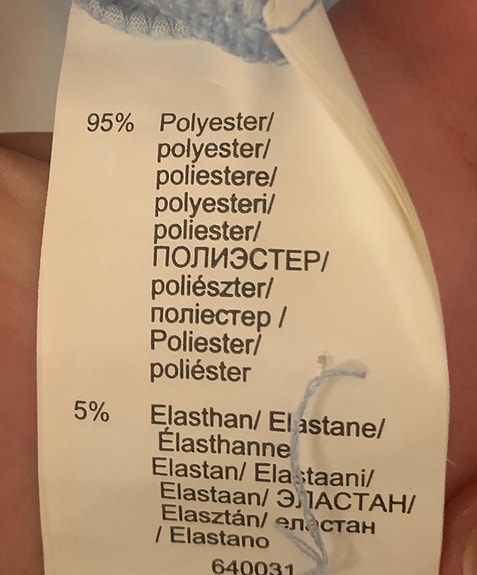 95% Polyester/
polyester/
poliestere/
polyesteri/
poliester/
ПОЛИЭСТЕР/
poliészter/
поліестер /
Poliester/
poliéster
5% Elasthan/ Elastane/
Élasthanne
Elastan/ Elastaani/
Elastaan/ ЭЛАСТАН/
Elasztán/ еластан
/ Elastano
640031